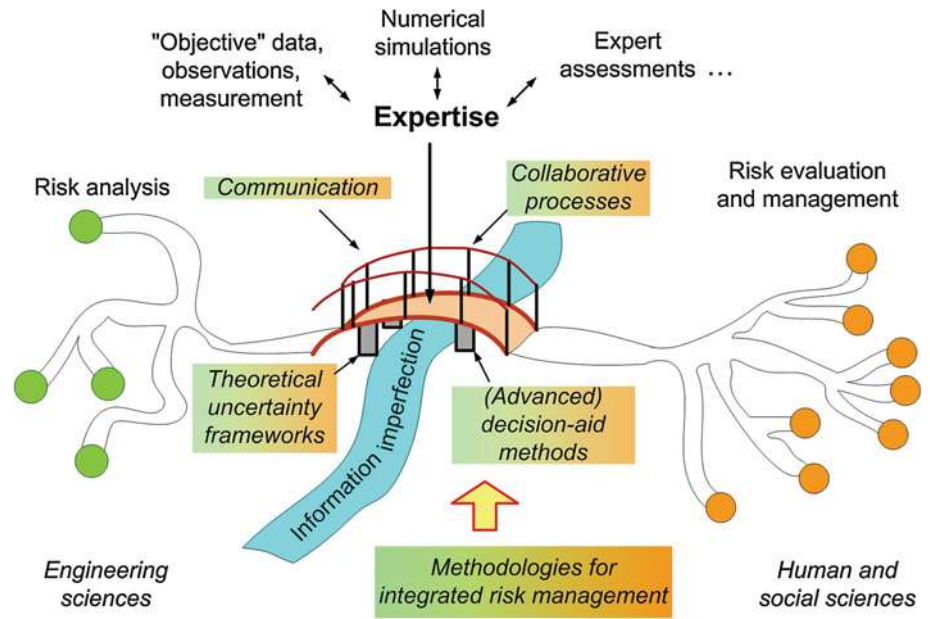 "Objective" data,
observations,
measurement
Numerical
simulations
Expert
assessments ...
Expertise
Risk analysis
Communication
Collaborative
processes
Risk evaluation
and management
Theoretical
uncertainty
frameworks
Information imperfection
(Advanced)
decision-aid
methods
Engineering
sciences
Methodologies for
integrated risk management
Human and
social sciences